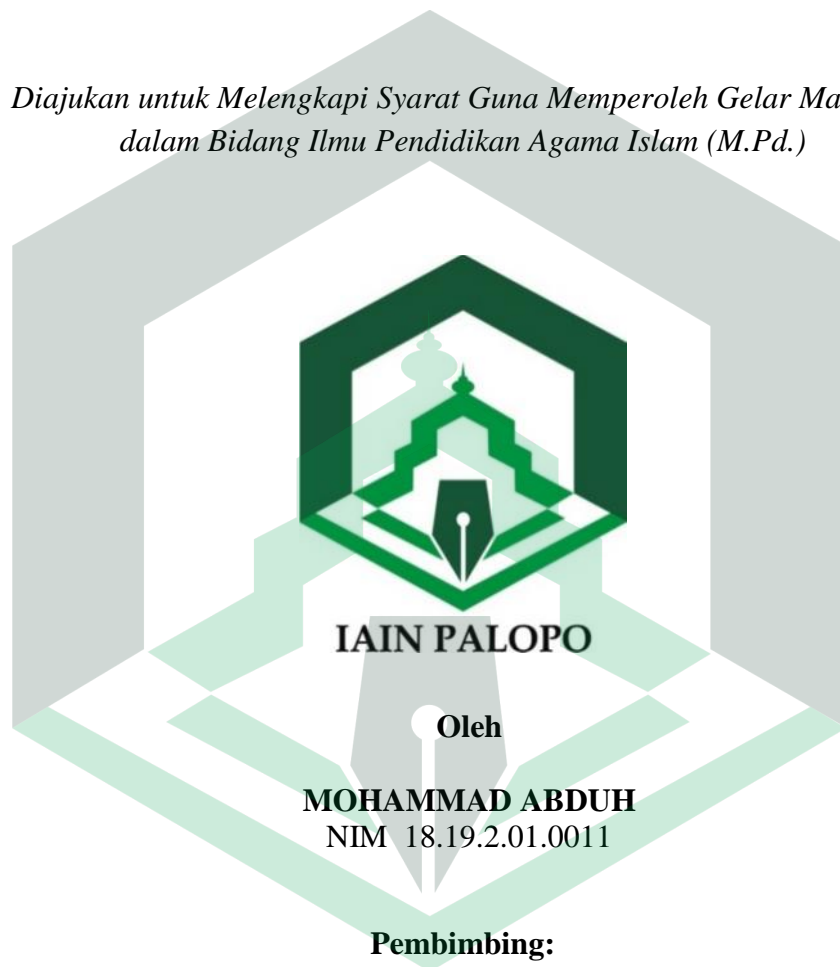 Diajukan untuk Melengkapi Syarat Guna Memperoleh Gelar
dalam Bidang Ilmu Pendidikan Agama Islam (M.Pd.)
IAIN PALOPO
Oleh
MOHAMMAD ABDUH
NIM 18.19.2.01.0011
Pembimbing: